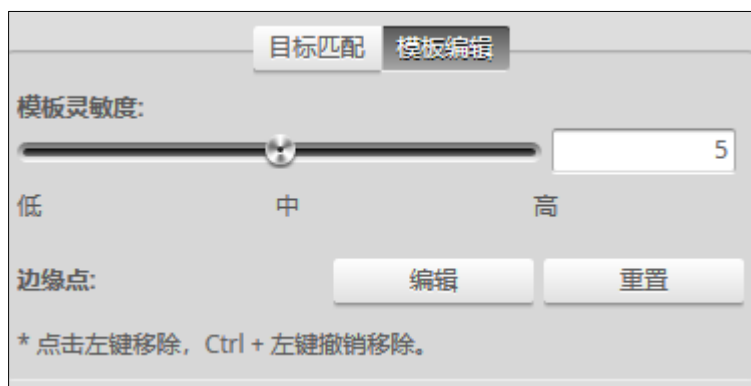 目标匹配 模板编辑
模板灵敏度:
5
低 中 高
边缘点: 编辑 重置
* 点击左键移除，Ctrl + 左键撤销移除。